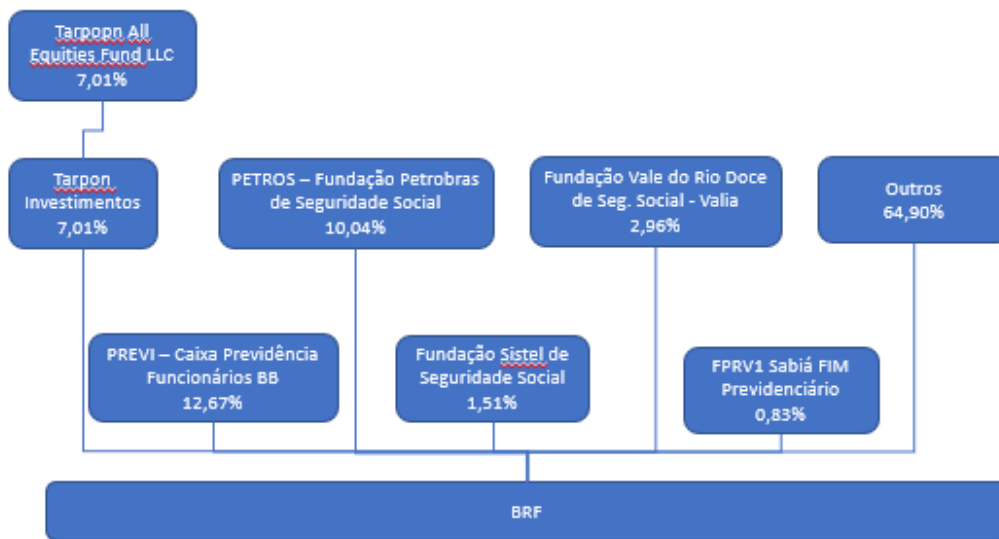 Tarpopn All
Equities Fund LLC
7,01%
Tarpon
Investimentos
7,01%
PETROS – Fundação Petrobras
de Seguridade Social
10,04%
Fundação Vale do Rio Doce
de Seg. Social - Valia
2,96%
Outros
64,90%
PREVI – Caixa Previdência
Funcionários BB
12,67%
Fundação Sistel de
Seguridade Social
1,51%
FPRV1 Sabiá FIM
Previdenciário
0,83%
BRF